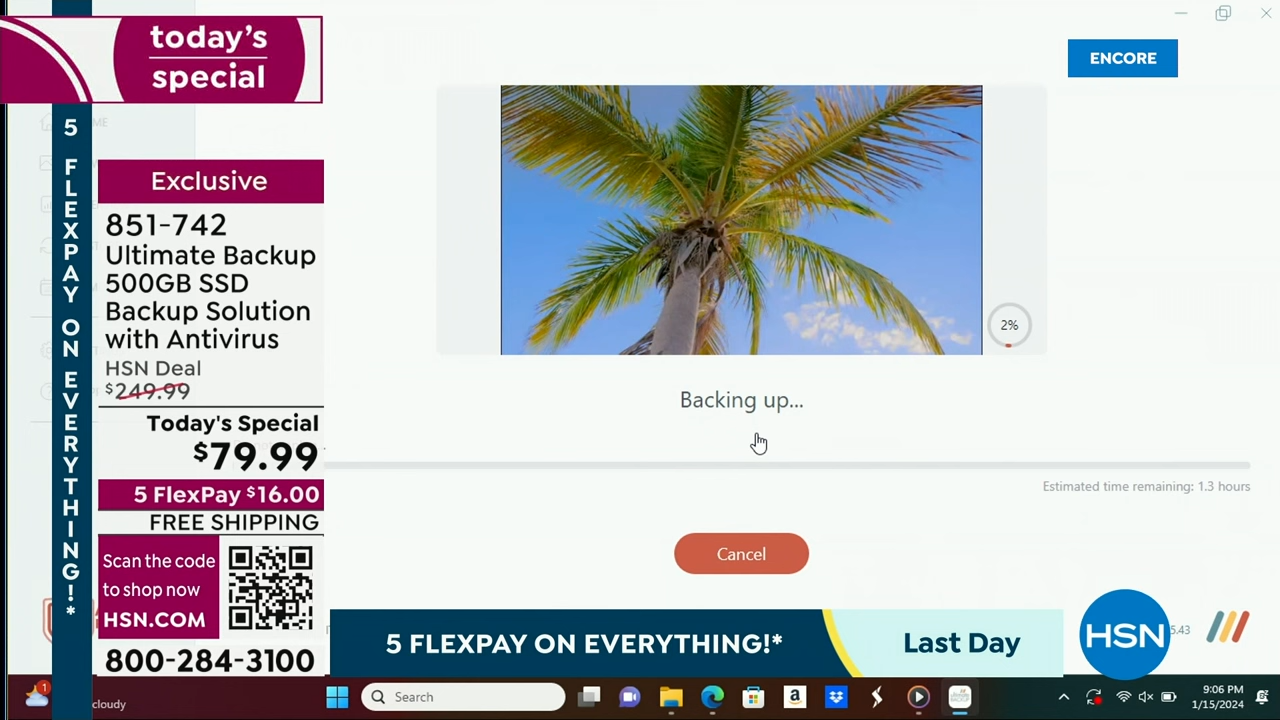 today's
special
ENCORE
5 FLEXPAY ON EVERYTHING!*
Exclusive
851-742
Ultimate Backup
500GB SSD
Backup Solution
with Antivirus
HSN Deal
$249.99
Today's Special
$79.99
5 FlexPay $16.00
FREE SHIPPING
Scan the code
to shop now
HSN.COM
800-284-3100
2%
Backing up...
Estimated time remaining: 1.3 hours
Cancel
5 FLEXPAY ON EVERYTHING!*
Last Day
HSN
5.43
1
cloudy
Search
a
9:06 PM
1/15/2024